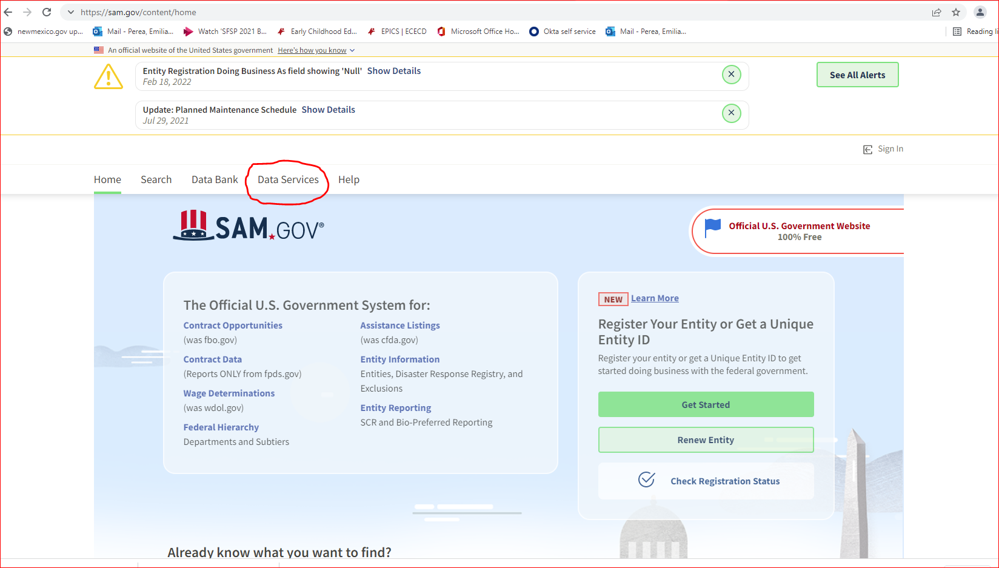 https://sam.gov/content/home
newmexico.gov up...
Mail - Perea, Emilia...
Watch 'SFSP 2021 B...
Early Childhood Ed...
EPICS | ECECD
Microsoft Office Ho...
Okta self service
Mail - Perea, Emilia...
Reading li
An official website of the United States government Here's how you know
Entity Registration Doing Business As field showing 'Null' Show Details
Feb 18, 2022
See All Alerts
Update: Planned Maintenance Schedule Show Details
Jul 29, 2021
Sign In
Home
Search
Data Bank
Data Services
Help
SAM.GOV®
Official U.S. Government Website
100% Free
The Official U.S. Government System for:
Contract Opportunities
(was fbo.gov)
Contract Data
(Reports ONLY from fpds.gov)
Wage Determinations
(was wdol.gov)
Federal Hierarchy
Departments and Subtiers
Assistance Listings
(was cfda.gov)
Entity Information
Entities, Disaster Response Registry, and
Exclusions
Entity Reporting
SCR and Bio-Preferred Reporting
NEW Learn More
Register Your Entity or Get a Unique
Entity ID
Register your entity or get a Unique Entity ID to get
started doing business with the federal government.
Get Started
Renew Entity
Check Registration Status
Already know what you want to find?